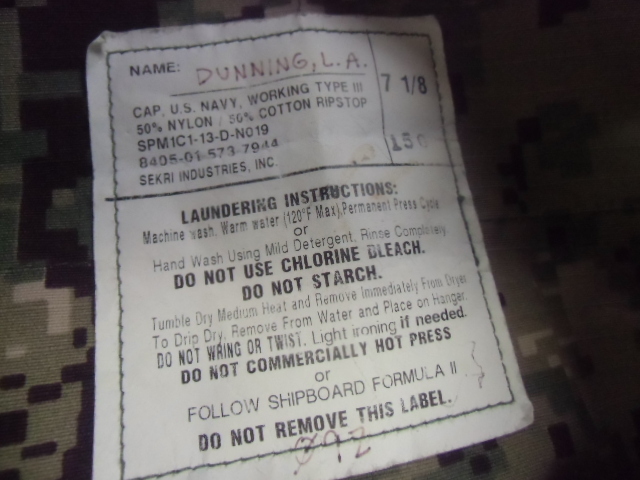 NAME: DUNNING, L.A.
7 1/8
CAP, U.S. NAVY, WORKING TYPE III
50% NYLON / 50% COTTON RIPSTOP
SPM1C1-13-D-N019
8405-01-573-7944
SEKRI INDUSTRIES, INC.
LAUNDERING INSTRUCTIONS:
Machine wash. Warm water (120°F Max), Permanent Press Cycle
or
Hand Wash Using Mild Detergent. Rinse Completely.
DO NOT USE CHLORINE BLEACH.
DO NOT STARCH.
Tumble Dry Medium Heat and Remove Immediately From Dryer.
To Drip Dry, Remove From Water and Place on Hanger.
DO NOT WRING OR TWIST. Light ironing if needed.
DO NOT COMMERCIALLY HOT PRESS
or
FOLLOW SHIPBOARD FORMULA II
DO NOT REMOVE THIS LABEL.